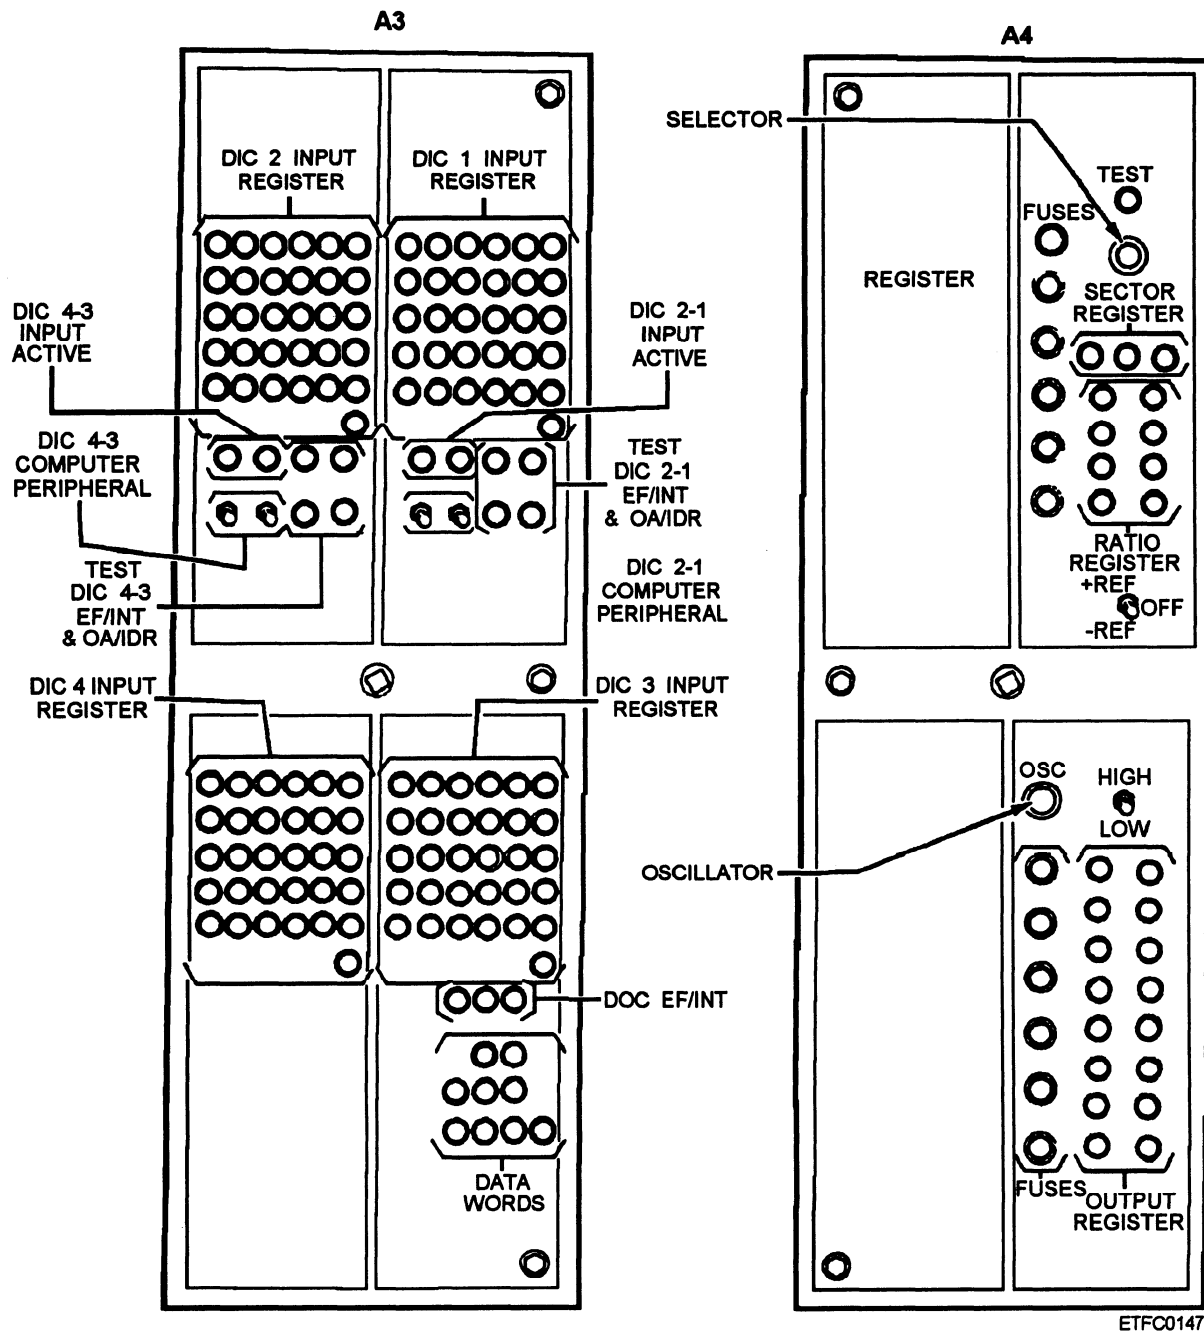 A3
DIC 2 INPUT
REGISTER
DIC 1 INPUT
REGISTER
DIC 4-3
INPUT
ACTIVE
DIC 2-1
INPUT
ACTIVE
DIC 4-3
COMPUTER
PERIPHERAL
TEST
DIC 2-1
EF/INT
& OA/IDR
TEST
DIC 4-3
EF/INT
& OA/IDR
DIC 2-1
COMPUTER
PERIPHERAL
DIC 4 INPUT
REGISTER
DIC 3 INPUT
REGISTER
DOC EF/INT
DATA
WORDS
A4
SELECTOR
TEST
FUSES
REGISTER
SECTOR
REGISTER
RATIO
REGISTER
+REF
OFF
-REF
OSC
HIGH
LOW
OSCILLATOR
FUSES
OUTPUT
REGISTER
ETFC0147